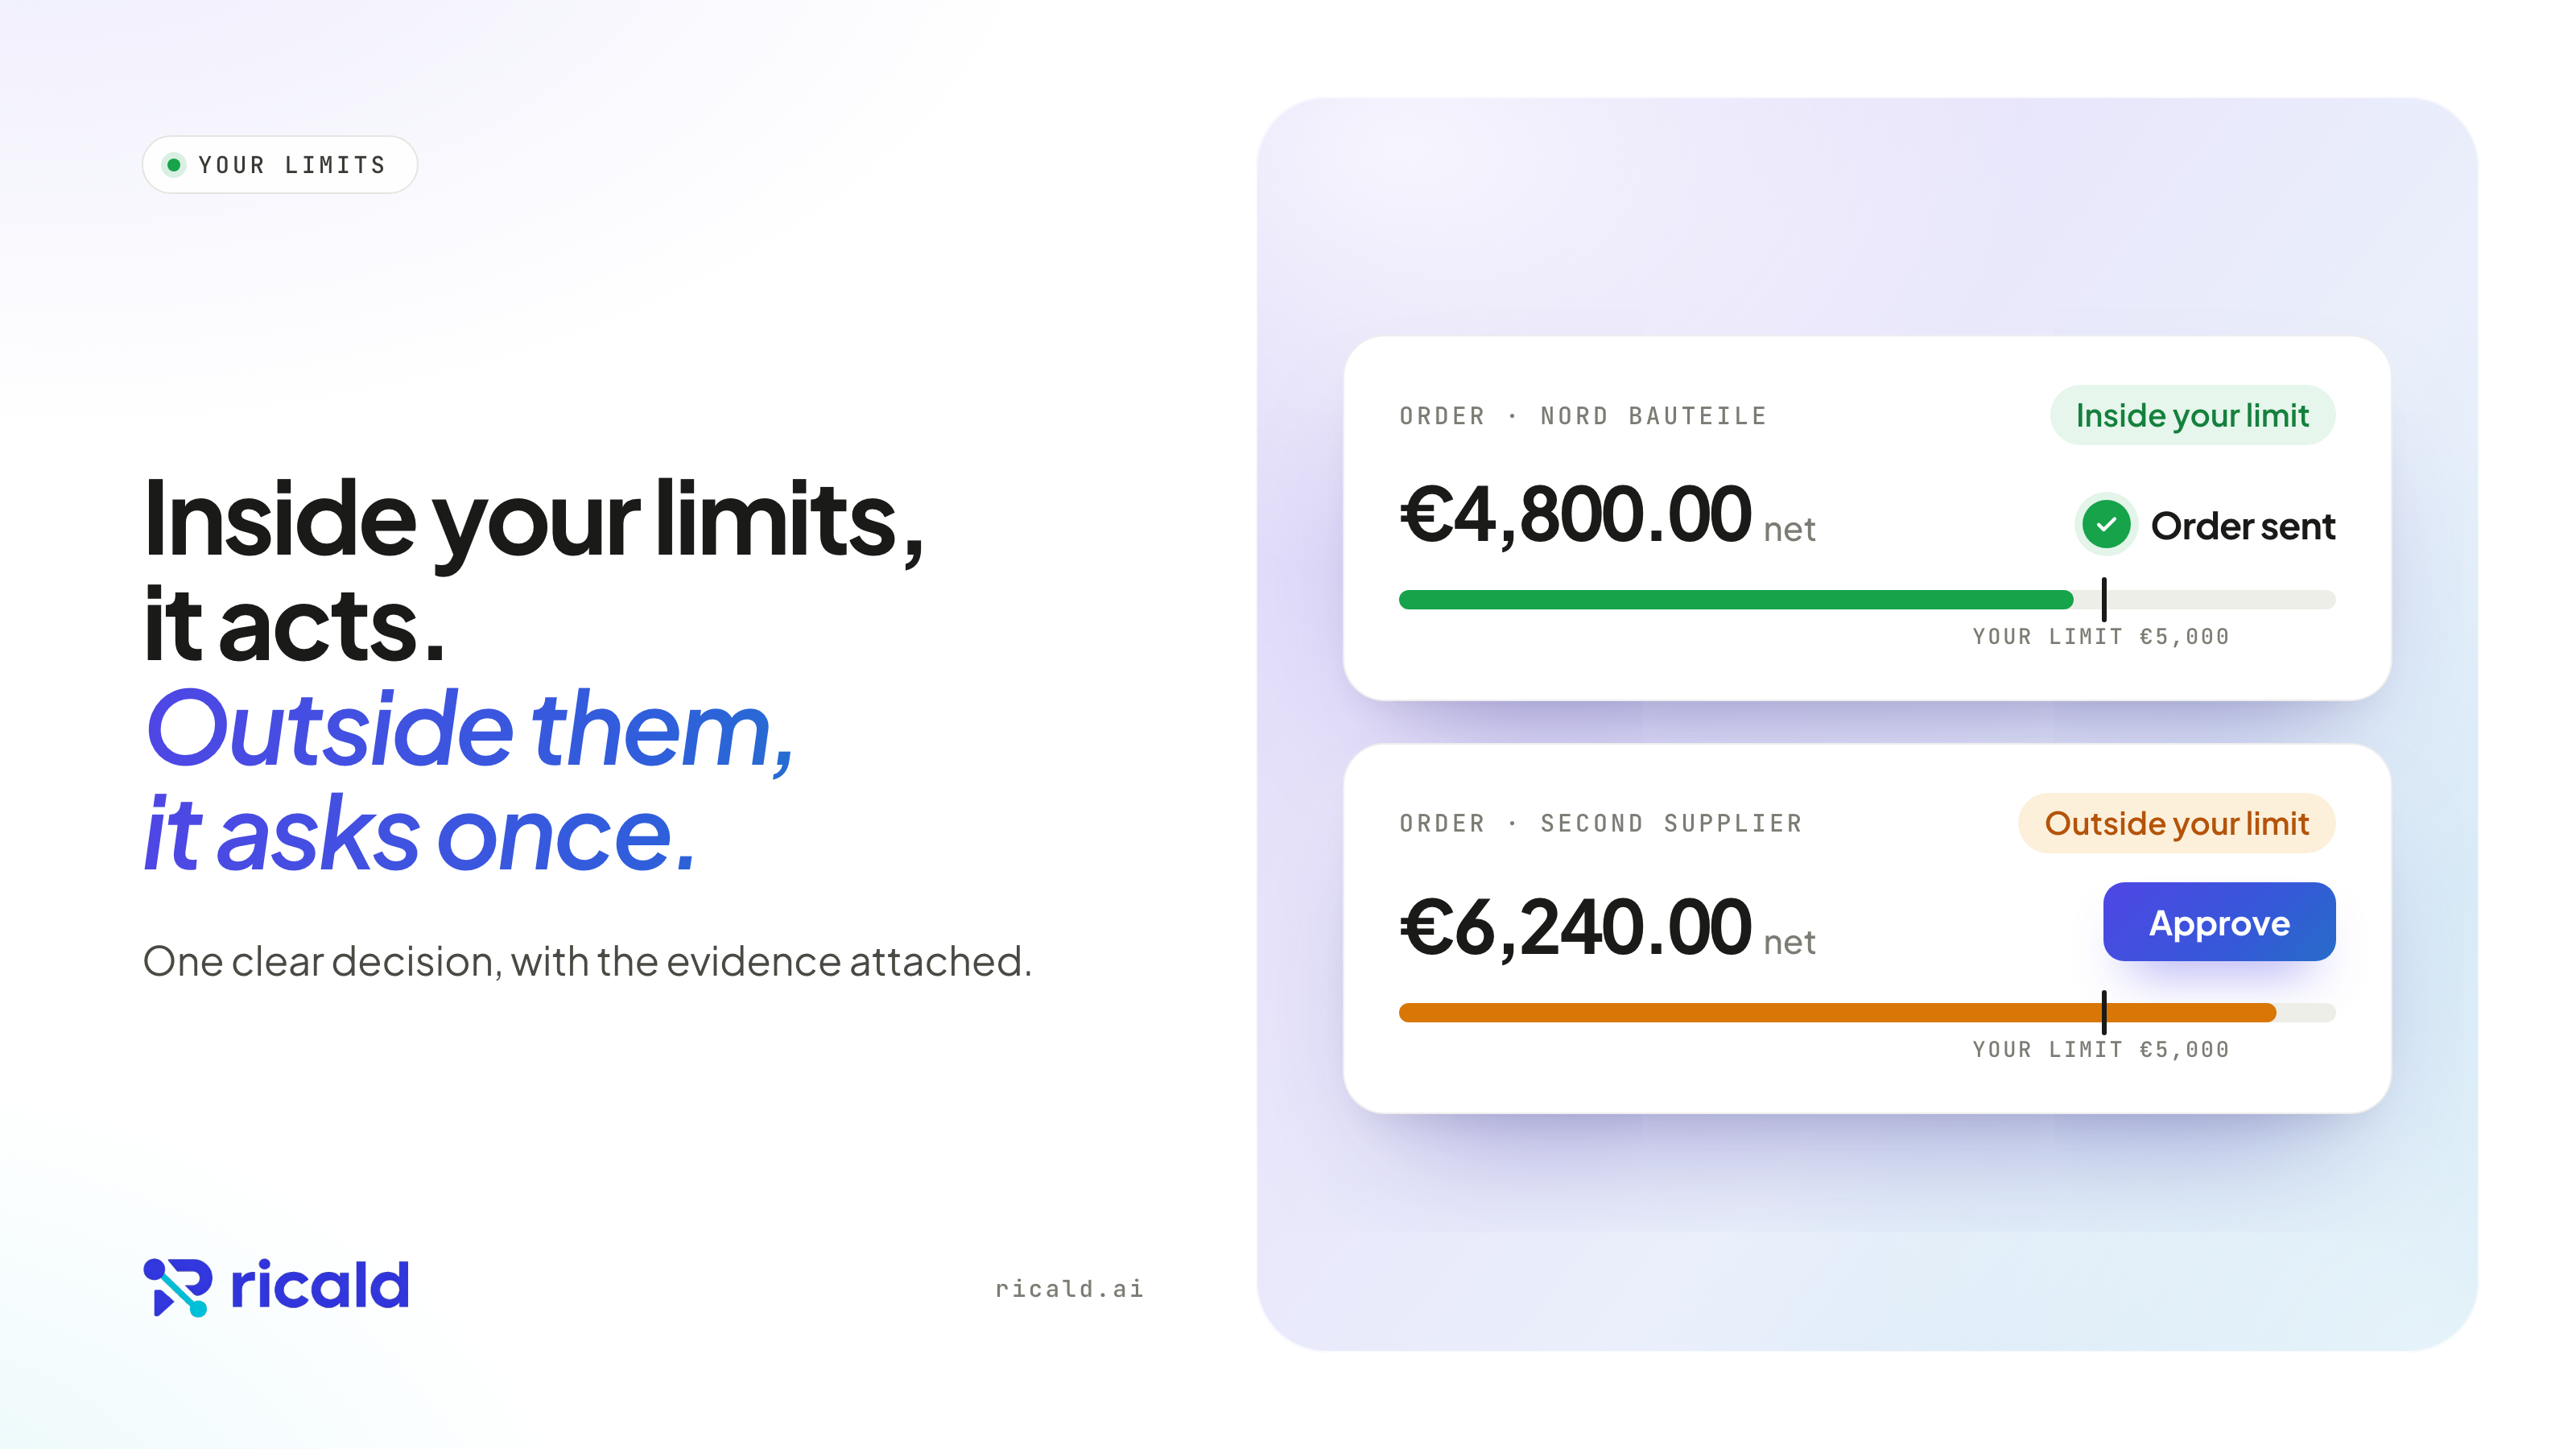 YOUR LIMITS
Inside your limits,
it acts.
Outside them,
it asks once.
One clear decision, with the evidence attached.
ricald
ricald.ai
ORDER · NORD BAUTEILE
Inside your limit
€4,800.00 net
Order sent
YOUR LIMIT €5,000
ORDER · SECOND SUPPLIER
Outside your limit
€6,240.00 net
Approve
YOUR LIMIT €5,000